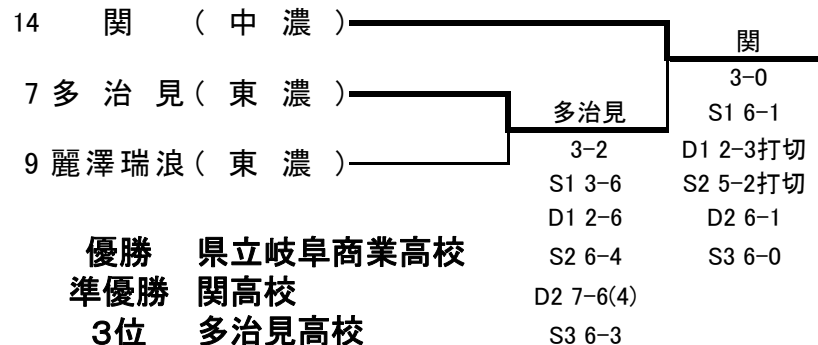 14 関 (中濃)
関
3-0
7 多治見(東濃)
多治見
S1 6-1
9 麗澤瑞浪(東濃)
3-2
D1 2-3打切
S1 3-6
S2 5-2打切
D1 2-6
D2 6-1
優勝 県立岐阜商業高校
S2 6-4
S3 6-0
準優勝 関高校
D2 7-6(4)
3位 多治見高校
S3 6-3